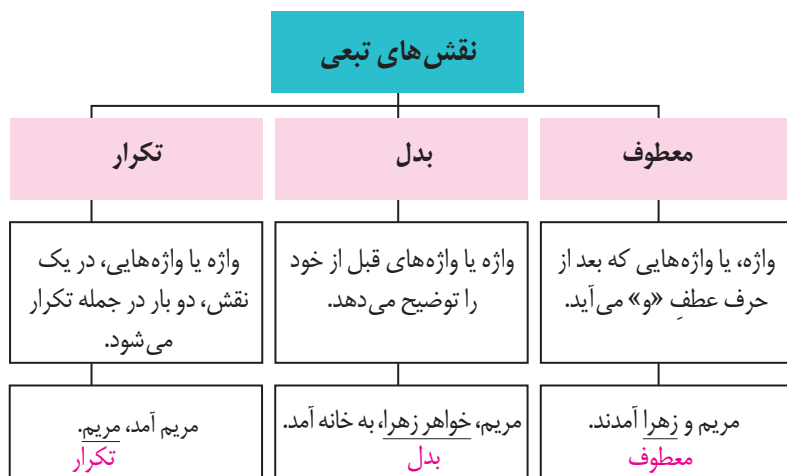 نقش‌های تبعی
معطوف
بدل
تکرار
واژه، یا واژه‌هایی که بعد از
حرف عطفِ «و» می‌آید.
واژه یا واژه‌های قبل از خود
را توضیح می‌دهد.
واژه یا واژه‌هایی، در یک
نقش، دو بار در جمله تکرار
می‌شود.
مریم و زهرا آمدند.
معطوف
مریم، خواهر زهرا، به خانه آمد.
بدل
مریم آمد، مریم.
تکرار